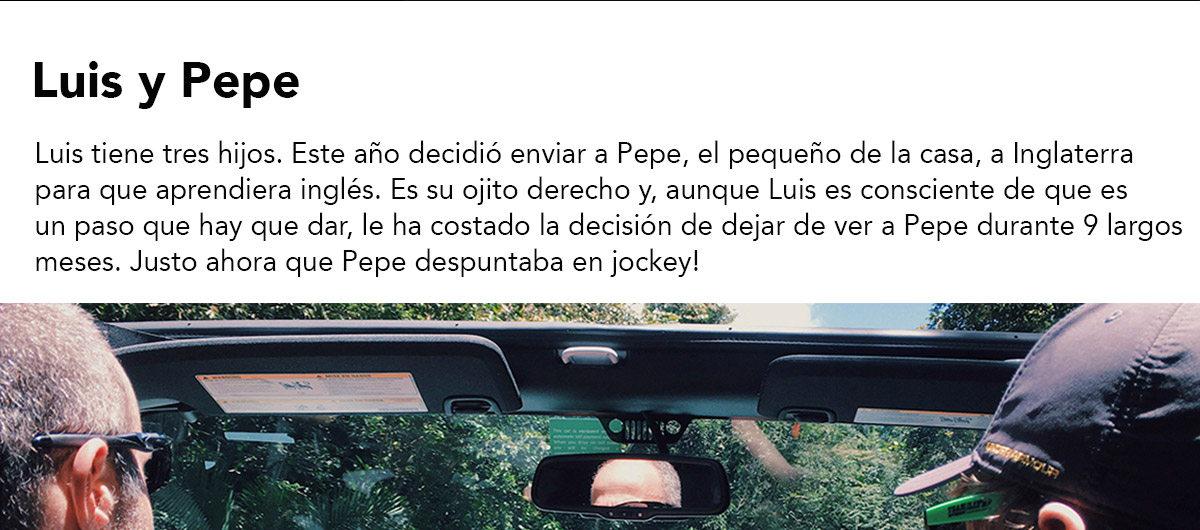 Luis y Pepe
Luis tiene tres hijos. Este año decidió enviar a Pepe, el pequeño de la casa, a Inglaterra
para que aprendiera inglés. Es su ojito derecho y, aunque Luis es consciente de que es
un paso que hay que dar, le ha costado la decisión de dejar de ver a Pepe durante 9 largos
meses. Justo ahora que Pepe despuntaba en jockey!
WARNING